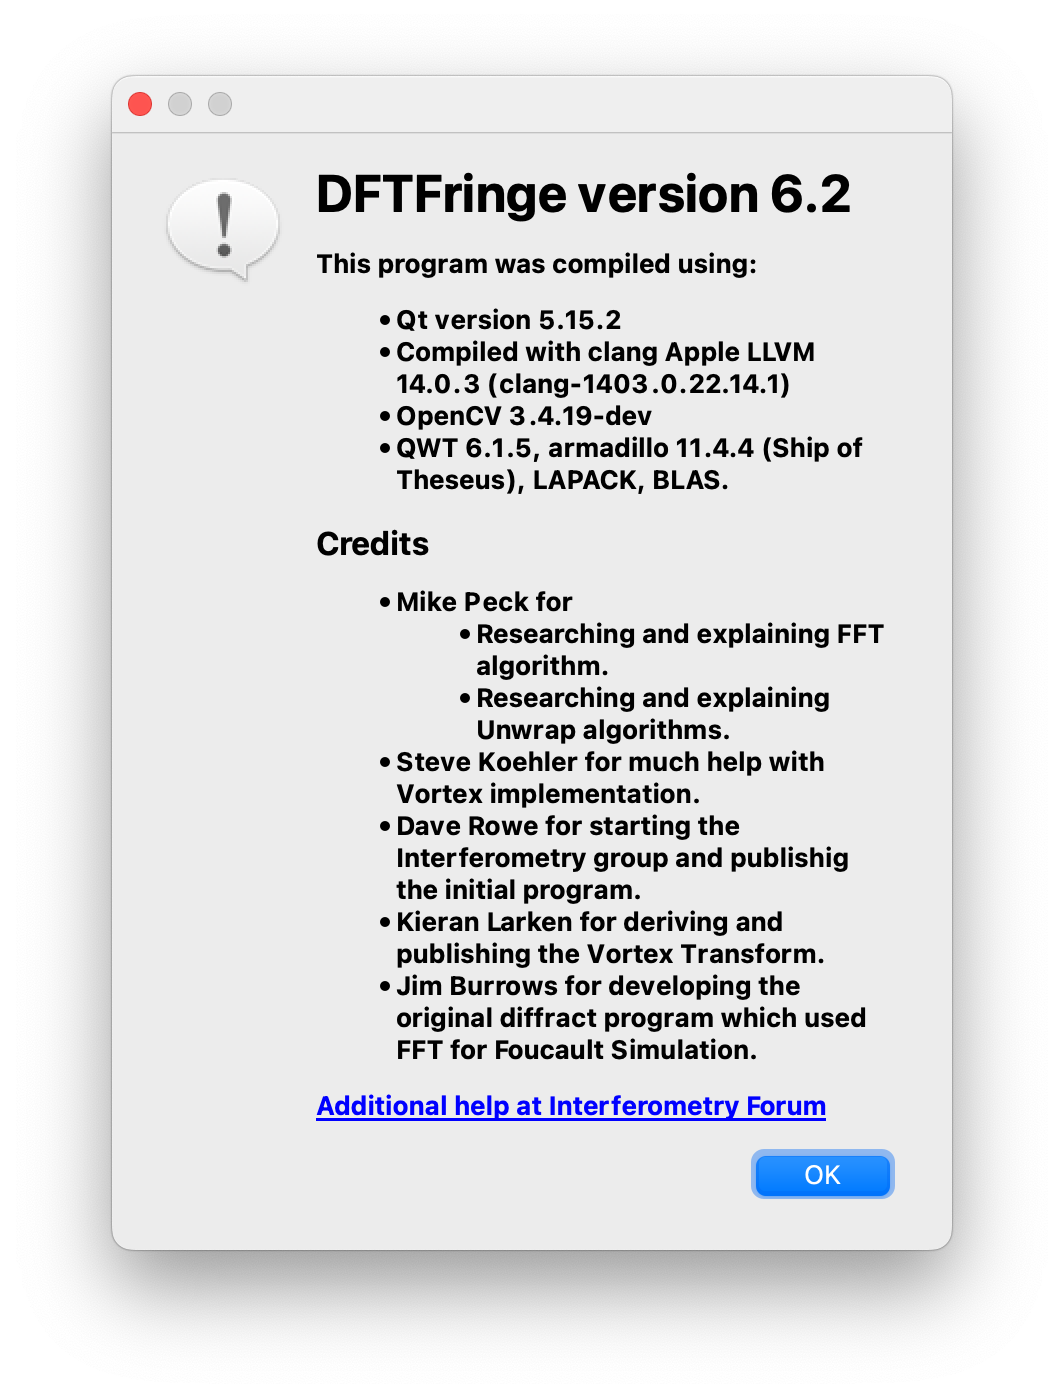 DFTFringe version 6.2
This program was compiled using:
• Qt version 5.15.2
• Compiled with clang Apple LLVM
14.0.3 (clang-1403.0.22.14.1)
• OpenCV 3.4.19-dev
• QWT 6.1.5, armadillo 11.4.4 (Ship of
Theseus), LAPACK, BLAS.
Credits
• Mike Peck for
• Researching and explaining FFT
algorithm.
• Researching and explaining
Unwrap algorithms.
• Steve Koehler for much help with
Vortex implementation.
• Dave Rowe for starting the
Interferometry group and publishig
the initial program.
• Kieran Larken for deriving and
publishing the Vortex Transform.
• Jim Burrows for developing the
original diffract program which used
FFT for Foucault Simulation.
Additional help at Interferometry Forum
OK